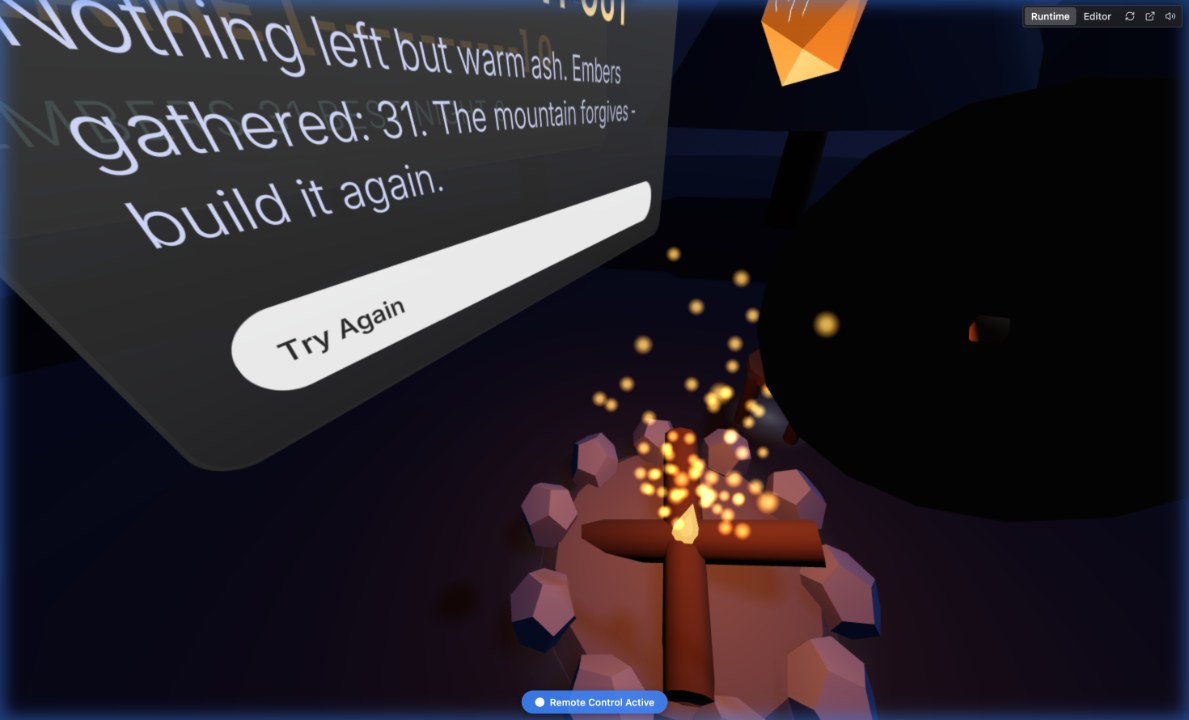 Runtime Editor
Nothing left but warm ash. Embers
gathered: 31. The mountain forgives -
build it again.
Try Again
Remote Control Active